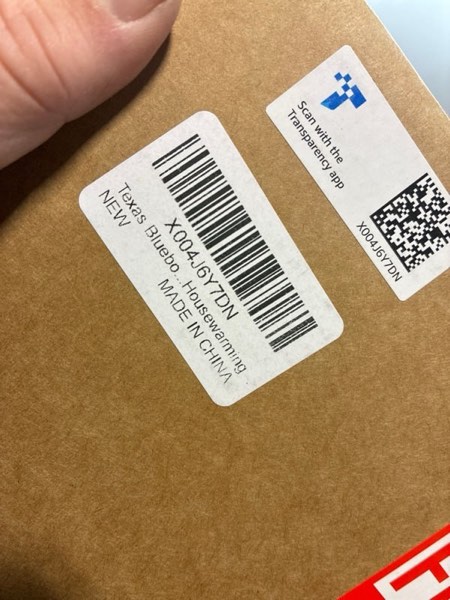 Scan with the
Transparency app
X004J6Y7DN
X004J6Y7DN
Texas Bluebo...Housewarming
NEW
MADE IN CHINA